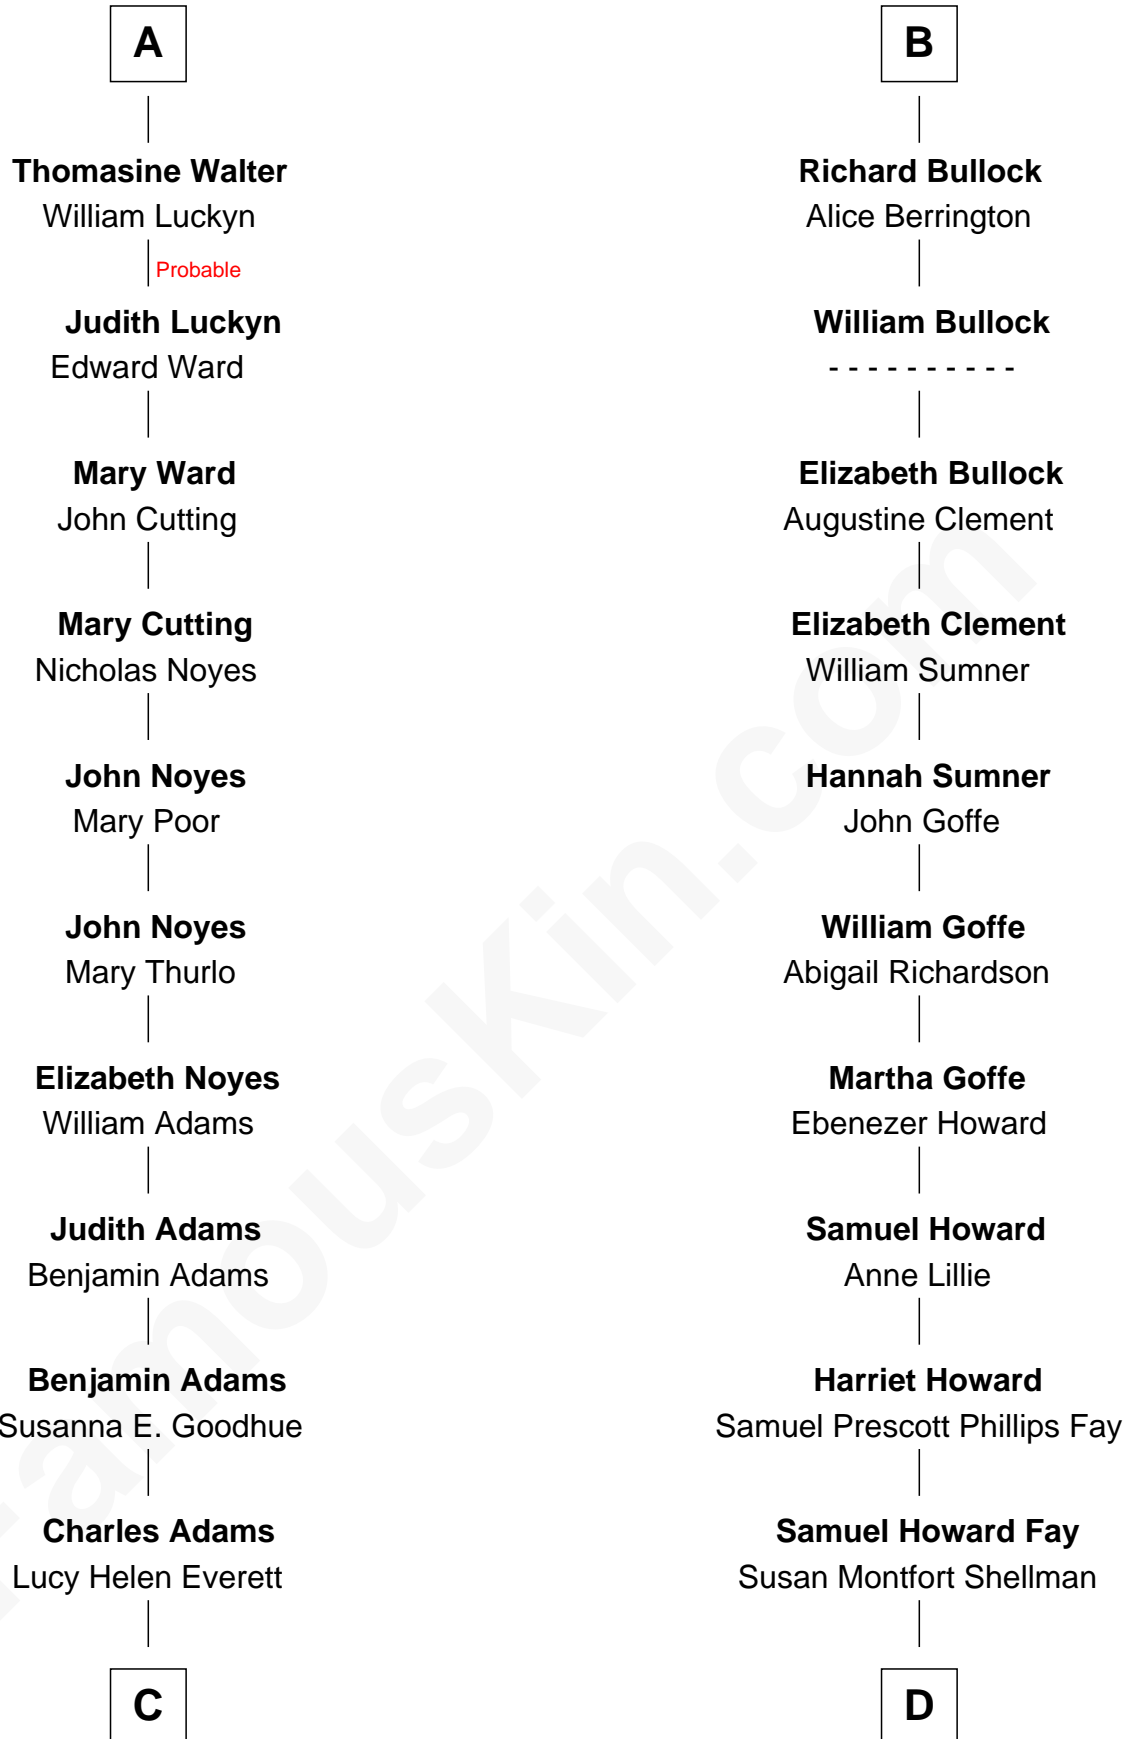 A
Thomasine Walter
William Luckyn
Probable
Judith Luckyn
Edward Ward
Mary Ward
John Cutting
Mary Cutting
Nicholas Noyes
John Noyes
Mary Poor
John Noyes
Mary Thurlo
Elizabeth Noyes
William Adams
Judith Adams
Benjamin Adams
Benjamin Adams
Susanna E. Goodhue
Charles Adams
Lucy Helen Everett
C
B
Richard Bullock
Alice Berrington
William Bullock
- - - - - - - - - -
Elizabeth Bullock
Augustine Clement
Elizabeth Clement
William Sumner
Hannah Sumner
John Goffe
William Goffe
Abigail Richardson
Martha Goffe
Ebenezer Howard
Samuel Howard
Anne Lillie
Harriet Howard
Samuel Prescott Phillips Fay
Samuel Howard Fay
Susan Montfort Shellman
D
FamousKin.com